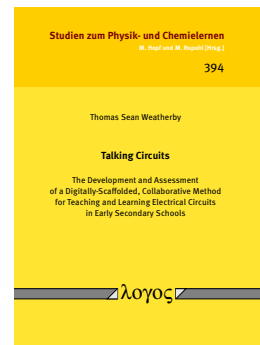 Studien zum Physik- und Chemielernen
M. Hopf und M. Ropohl [Hrsg.]
394
Thomas Sean Weatherby
Talking Circuits
The Development and Assessment
of a Digitally-Scaffolded, Collaborative Method
for Teaching and Learning Electrical Circuits
in Early Secondary Schools
λογος